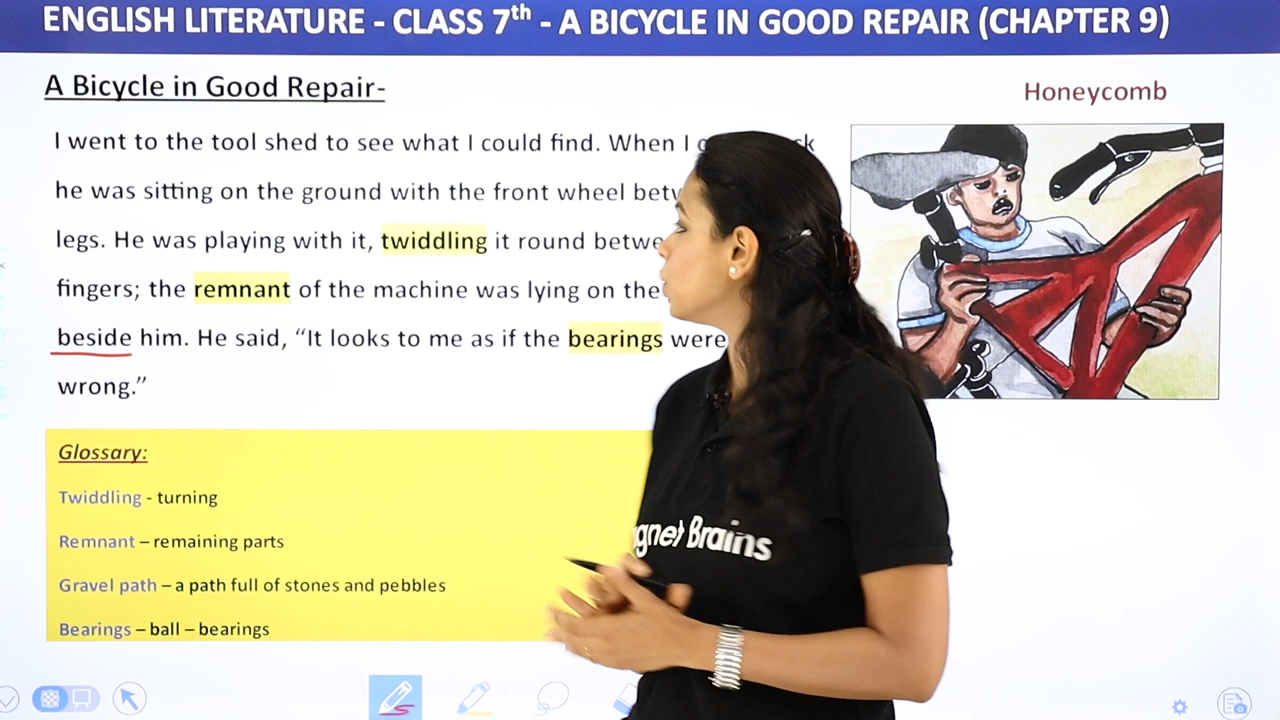 ENGLISH LITERATURE - CLASS 7th - A BICYCLE IN GOOD REPAIR (CHAPTER 9)
A Bicycle in Good Repair-
Honeycomb
I went to the tool shed to see what I could find. When I
he was sitting on the ground with the front wheel
legs. He was playing with it, twiddling it round
fingers; the remnant of the machine was lying on the
beside him. He said, “It looks to me as if the bearings were
wrong.”
Glossary:
Twiddling - turning
Remnant – remaining parts
Gravel path – a path full of stones and pebbles
Bearings – ball – bearings
Brains